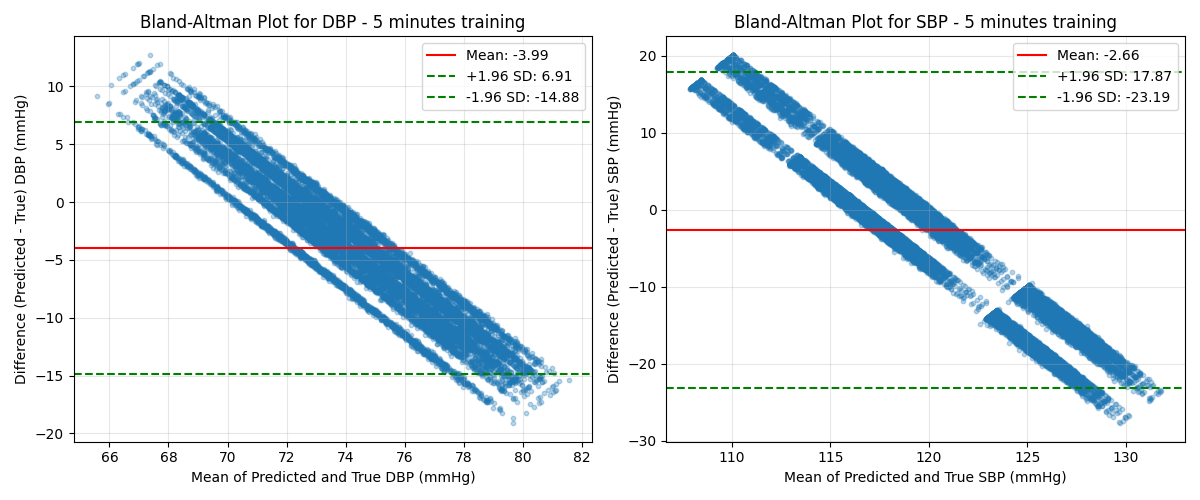 Bland-Altman Plot for DBP - 5 minutes training
Difference (Predicted - True) DBP (mmHg)
10
5
0
−5
−10
−15
−20
Mean: -3.99
+1.96 SD: 6.91
-1.96 SD: -14.88
66
68
70
72
74
76
78
80
82
Mean of Predicted and True DBP (mmHg)
Bland-Altman Plot for SBP - 5 minutes training
Difference (Predicted - True) SBP (mmHg)
20
10
0
−10
−20
−30
Mean: -2.66
+1.96 SD: 17.87
-1.96 SD: -23.19
110
115
120
125
130
Mean of Predicted and True SBP (mmHg)